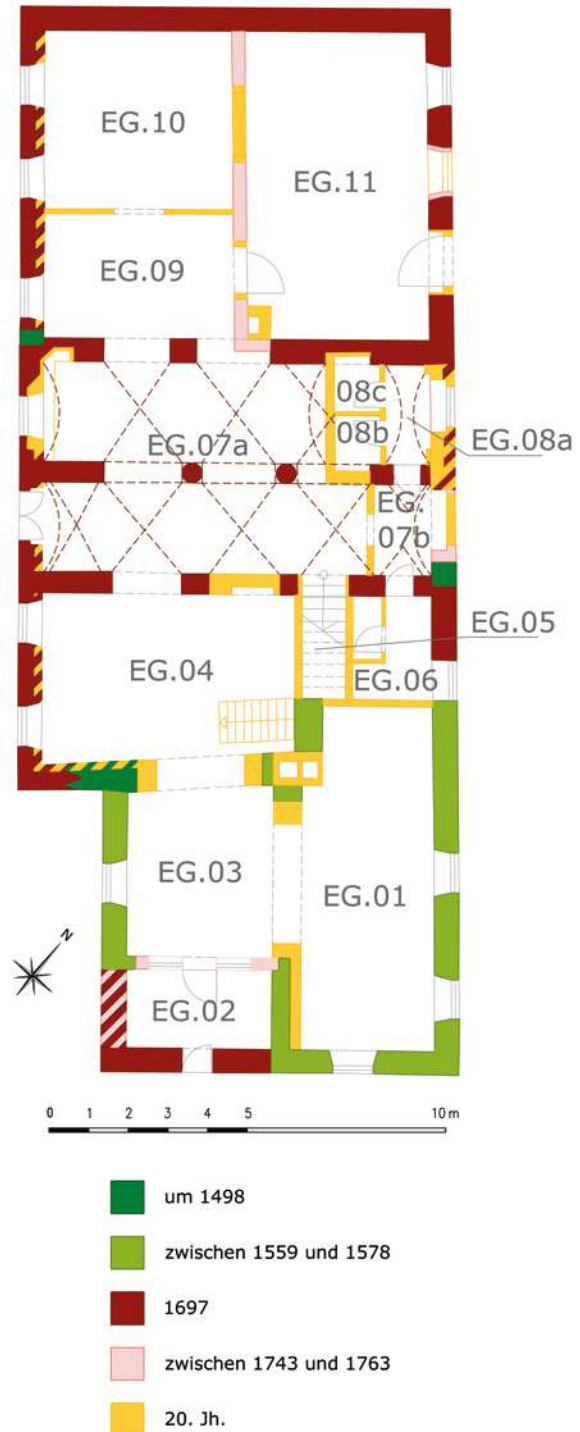 EG.10
EG.11
EG.09
08c
08b
EG.08a
EG.07a
EG.
07b
EG.05
EG.04
EG.06
EG.03
EG.01
N
EG.02
0 1 2 3 4 5 10 m
um 1498
zwischen 1559 und 1578
1697
zwischen 1743 und 1763
20. Jh.